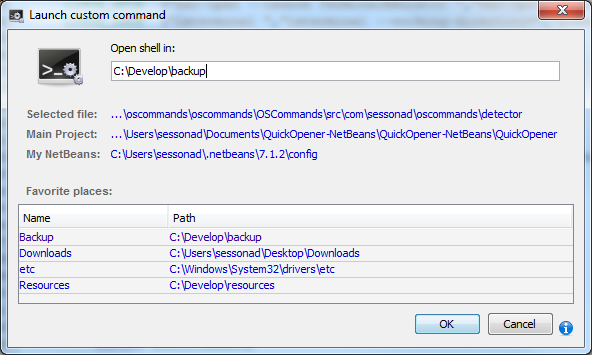 Launch custom command
Open shell in:
C:\Develop\backup
Selected file: ...\oscommands\oscommands\OSCommands\src\com\sessonad\oscommands\detector
Main Project: ...\Users\sessonad\Documents\QuickOpener-NetBeans\QuickOpener-NetBeans\QuickOpener
My NetBeans: C:\Users\sessonad\.netbeans\7.1.2\config
Favorite places:
Name Path
Backup C:\Develop\backup
Downloads C:\Users\sessonad\Desktop\Downloads
etc C:\Windows\System32\drivers\etc
Resources C:\Develop\resources
OK Cancel